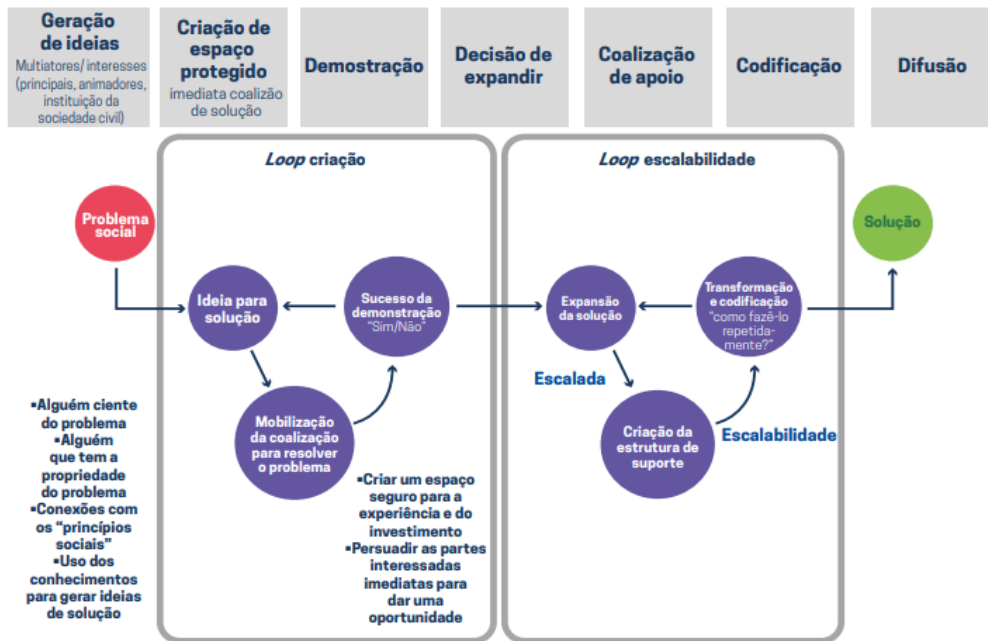 Geração
de ideias
Multiatores/ interesses
(principais, animadores,
instituição da
sociedade civil)
Criação de
espaço
protegido
imediata coalizão
de solução
Demostração
Decisão de
expandir
Coalização
de apoio
Codificação
Difusão
Loop criação
Loop escalabilidade
Problema
social
Ideia para
solução
Sucesso da
demonstração
"Sim/Não"
Mobilização
da coalização
para resolver
o problema
Expansão
da solução
Transformação
e codificação
"como fazê-lo
repetida-
mente?"
Solução
Escalada
Criação da
estrutura de
suporte
Escalabilidade
▪Alguém ciente
do problema
▪Alguém
que tem a
propriedade
do problema
▪Conexões com
os "princípios
sociais"
▪Uso dos
conhecimentos
para gerar ideias
de solução
▪Criar um espaço
seguro para a
experiência e do
investimento
▪Persuadir as partes
interessadas
imediatas para
dar uma
oportunidade